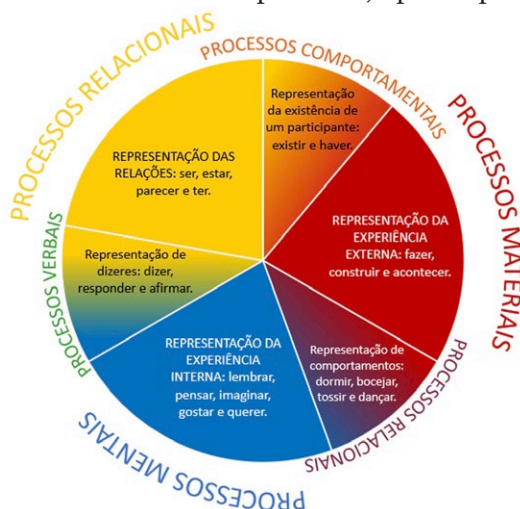 PROCESSOS RELACIONAIS
PROCESSOS COMPORTAMENTAIS
PROCESSOS MATERIAIS
Representação
da existência de
um participante:
existir e haver.
REPRESENTAÇÃO DAS
RELAÇÕES: ser, estar,
parecer e ter.
REPRESENTAÇÃO DA
EXPERIÊNCIA
EXTERNA: fazer,
construir e acontecer.
PROCESSOS VERBAIS
Representação de
dizeres: dizer,
responder e afirmar.
REPRESENTAÇÃO DA
EXPERIÊNCIA
INTERNA: lembrar,
pensar, imaginar,
gostar e querer.
Representação de
comportamentos:
dormir, bocejar,
tossir e dançar.
PROCESSOS RELACIONAIS
PROCESSOS MENTAIS